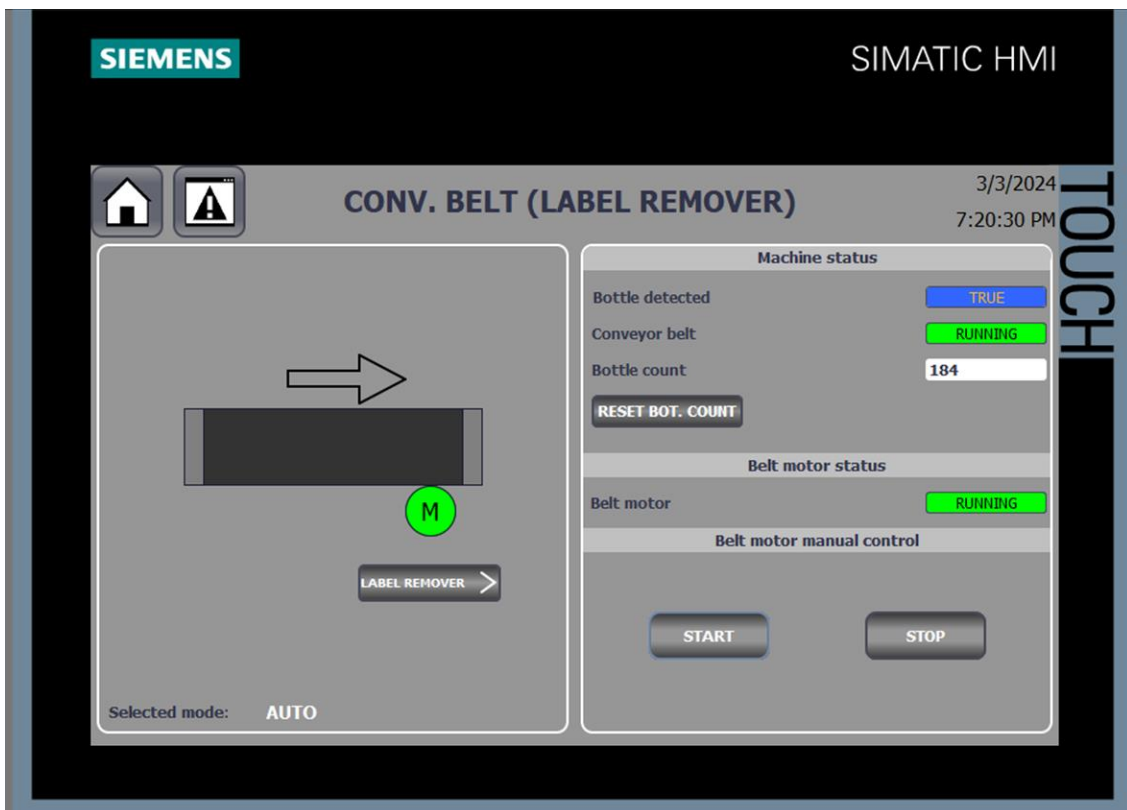 SIEMENS
SIMATIC HMI
TOUCH
CONV. BELT (LABEL REMOVER)
3/3/2024
7:20:30 PM
M
LABEL REMOVER
Selected mode: AUTO
Machine status
Bottle detected TRUE
Conveyor belt RUNNING
Bottle count 184
RESET BOT. COUNT
Belt motor status
Belt motor RUNNING
Belt motor manual control
START STOP